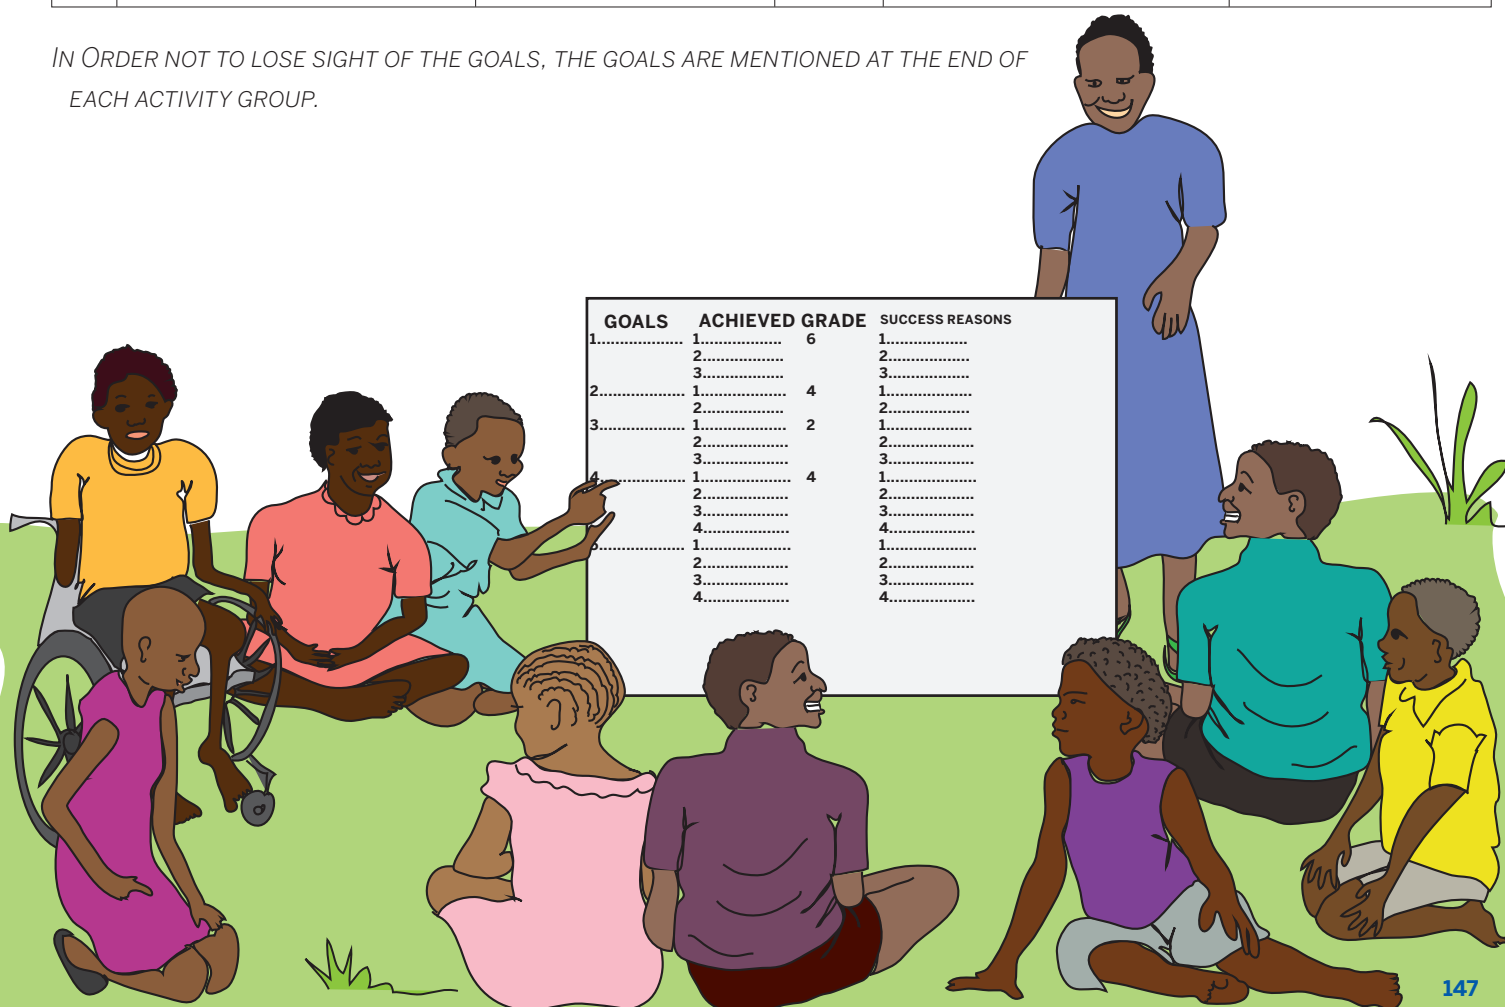 IN ORDER NOT TO LOSE SIGHT OF THE GOALS, THE GOALS ARE MENTIONED AT THE END OF
EACH ACTIVITY GROUP.
GOALS ACHIEVED GRADE SUCCESS REASONS
1.................... 1.................. 6 1..................
2................. 2.................
3................. 3.................
2.................... 1................... 4 1...................
2................. 2.................
3.................... 1................... 2 1...................
2.................. 2..................
3.................. 3..................
4.................... 1.................... 4 1....................
2.................. 2..................
3.................. 3..................
4.................. 4..................
.................... 1.................... 1....................
2.................. 2..................
3.................. 3..................
4.................. 4..................
147